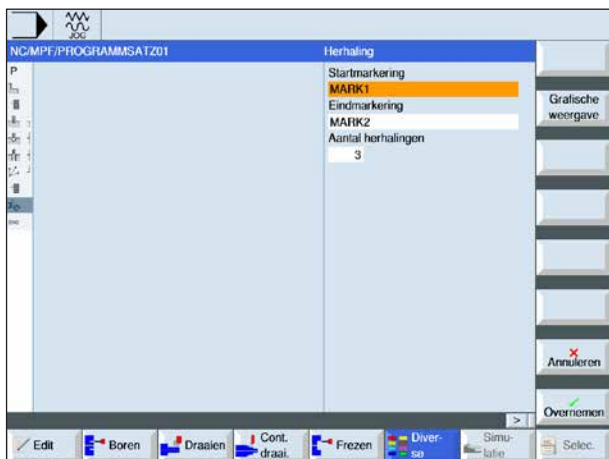 JOG
NC/MPF/PROGRAMMSATZ01
Herhaling
P
Startmarkering
MARK1
Eindmarkering
MARK2
Aantal herhalingen
3
END
Grafische
weergave
Annuleren
Overnemen
>
Edit
Boren
Draaien
Cont.
draai.
Frezen
Diver-
se
Simu-
latie
Selec.